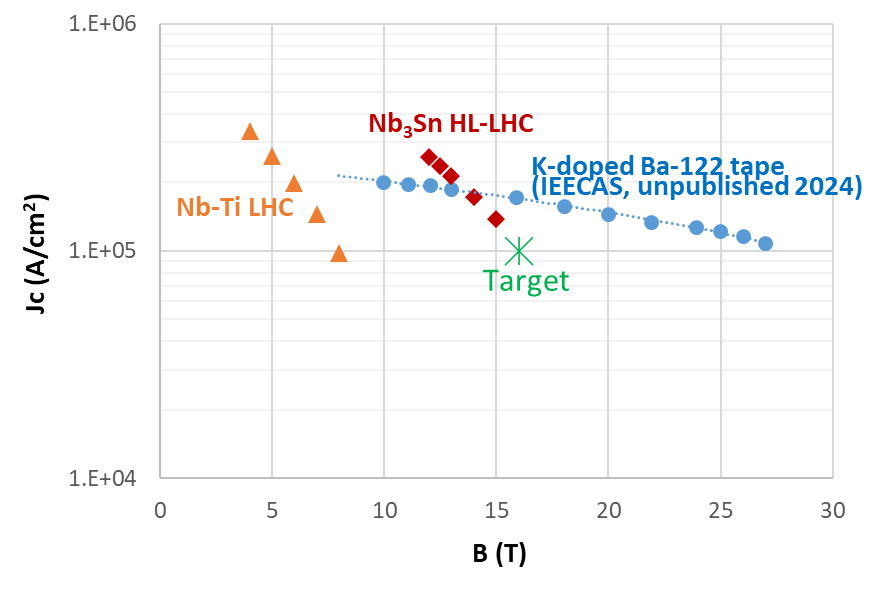 1.E+06
Nb₃Sn HL-LHC
K-doped Ba-122 tape
(IEECAS, unpublished 2024)
Nb-Ti LHC
Jc (A/cm²)
1.E+05
Target
1.E+04
0 5 10 15 20 25 30
B (T)